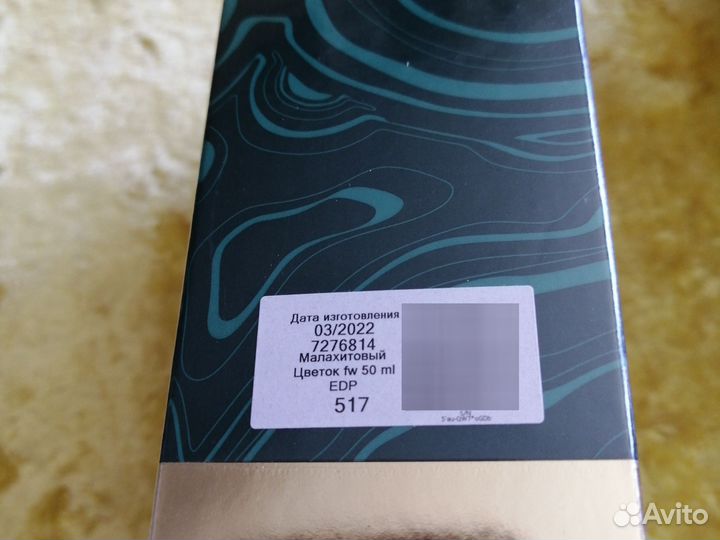 Дата изготовления
03/2022
7276814
Малахитовый
Цветок fw 50 ml
EDP
517
S/N
Avito